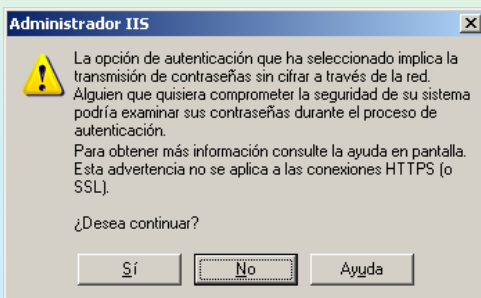 Administrador IIS
La opción de autenticación que ha seleccionado implica la
transmisión de contraseñas sin cifrar a través de la red.
Alguien que quisiera comprometer la seguridad de su sistema
podría examinar sus contraseñas durante el proceso de
autenticación.
Para obtener más información consulte la ayuda en pantalla.
Esta advertencia no se aplica a las conexiones HTTPS (o
SSL).
¿Desea continuar?
Sí No Ayuda